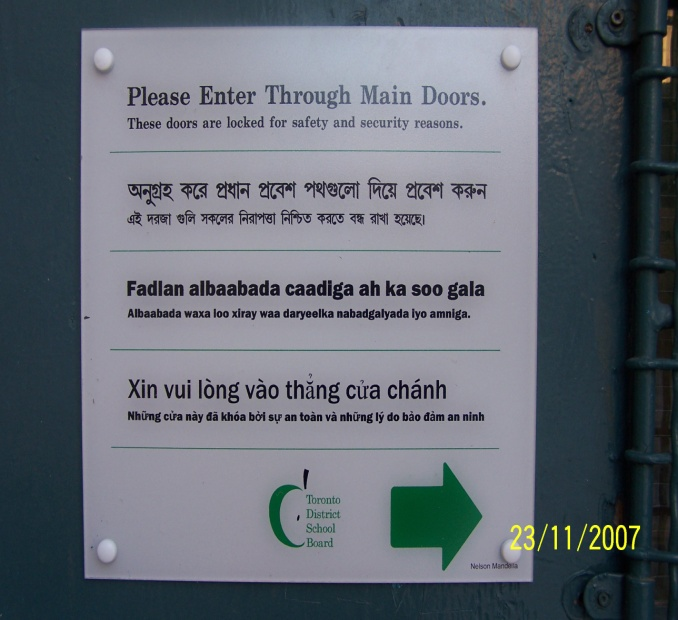 Please Enter Through Main Doors.
These doors are locked for safety and security reasons.
অনুগ্রহ করে প্রধান প্রবেশ পথগুলো দিয়ে প্রবেশ করুন
এই দরজা গুলি সকলের নিরাপত্তা নিশ্চিত করতে বন্ধ রাখা হয়েছে।
Fadlan albaabada caadiga ah ka soo gala
Albaabada waxa loo xiray waa daryeelka nabadgalyada iyo amniga.
Xin vui lòng vào thẳng cửa chánh
Những cửa này đã khóa bởi sự an toàn và những lý do bảo đảm an ninh
Toronto
District
School
Board
23/11/2007
Nelson Mandela